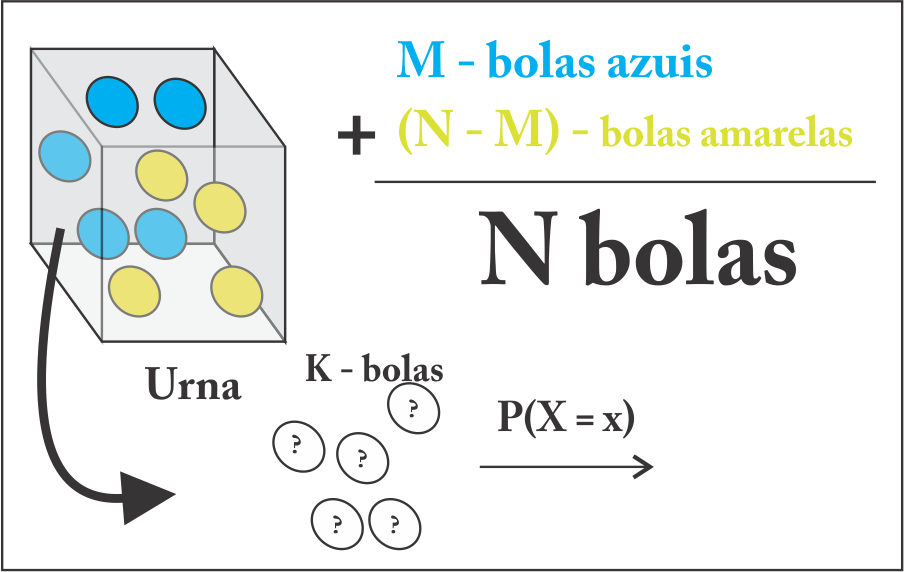 M - bolas azuis
+ (N - M) - bolas amarelas
N bolas
Urna
K - bolas
?
?
?
?
?
P(X = x)